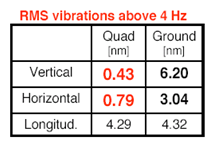 RMS vibrations above 4 Hz
Quad Ground
[nm] [nm]
Vertical 0.43 6.20
Horizontal 0.79 3.04
Longitud. 4.29 4.32